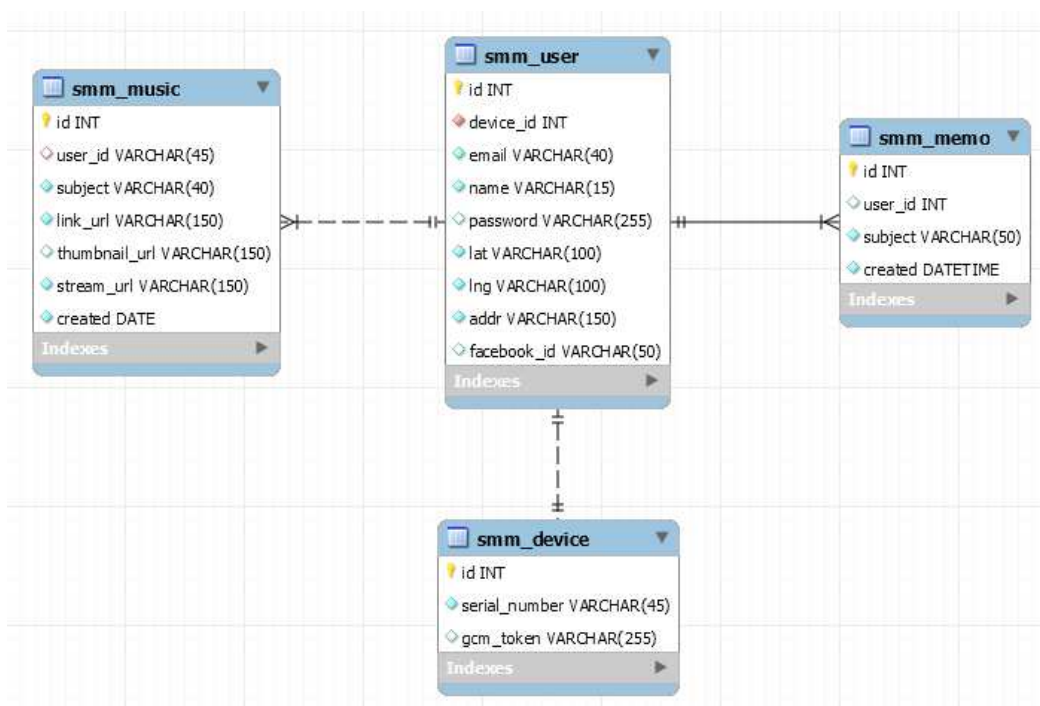 smm_music
id INT
user_id VARCHAR(45)
subject VARCHAR(40)
link_url VARCHAR(150)
thumbnail_url VARCHAR(150)
stream_url VARCHAR(150)
created DATE
Indexes
smm_user
id INT
device_id INT
email VARCHAR(40)
name VARCHAR(15)
password VARCHAR(255)
lat VARCHAR(100)
lng VARCHAR(100)
addr VARCHAR(150)
facebook_id VARCHAR(50)
Indexes
smm_memo
id INT
user_id INT
subject VARCHAR(50)
created DATETIME
Indexes
smm_device
id INT
serial_number VARCHAR(45)
gcm_token VARCHAR(255)
Indexes